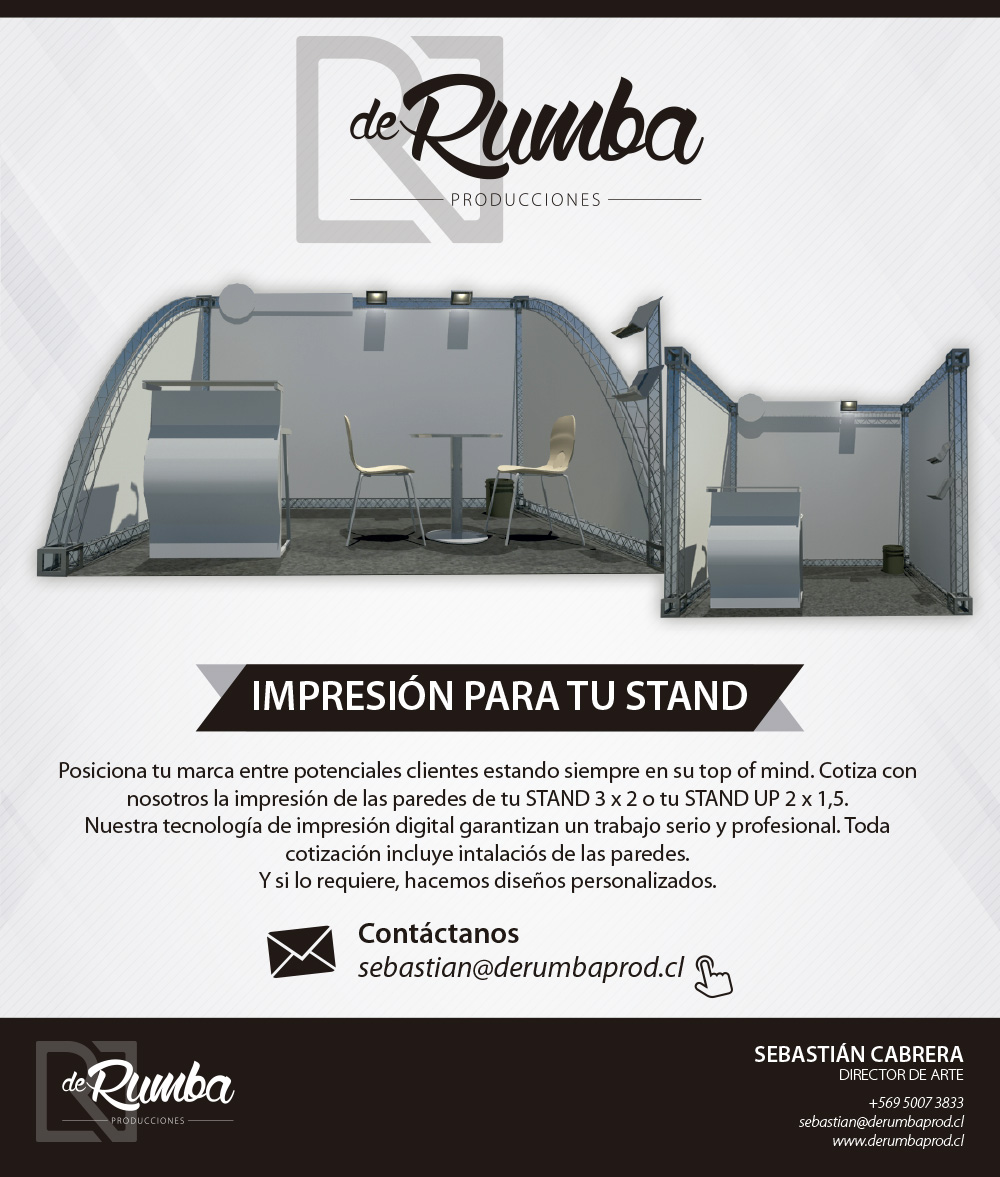 de Rumba
PRODUCCIONES
IMPRESIÓN PARA TU STAND
Posiciona tu marca entre potenciales clientes estando siempre en su top of mind. Cotiza con
nosotros la impresión de las paredes de tu STAND 3 x 2 o tu STAND UP 2 x 1,5.
Nuestra tecnología de impresión digital garantizan un trabajo serio y profesional. Toda
cotización incluye intalaciós de las paredes.
Y si lo requiere, hacemos diseños personalizados.
Contáctanos
sebastian@derumbaprod.cl
de Rumba
PRODUCCIONES
SEBASTIÁN CABRERA
DIRECTOR DE ARTE
+569 5007 3833
sebastian@derumbaprod.cl
www.derumbaprod.cl